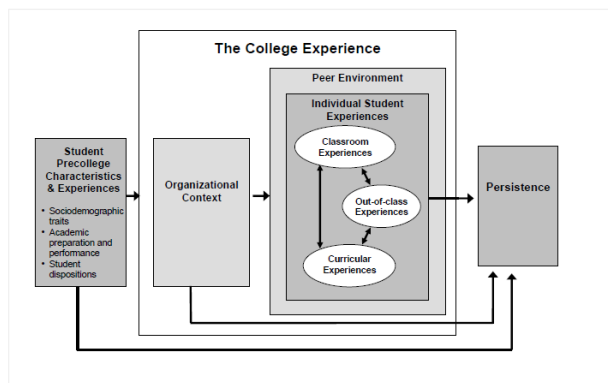 The College Experience
Peer Environment
Individual Student
Experiences
Classroom
Experiences
Student
Precollege
Characteristics
& Experiences
• Sociodemographic
traits
• Academic
preparation and
performance
• Student
dispositions
Organizational
Context
Out-of-class
Experiences
Curricular
Experiences
Persistence